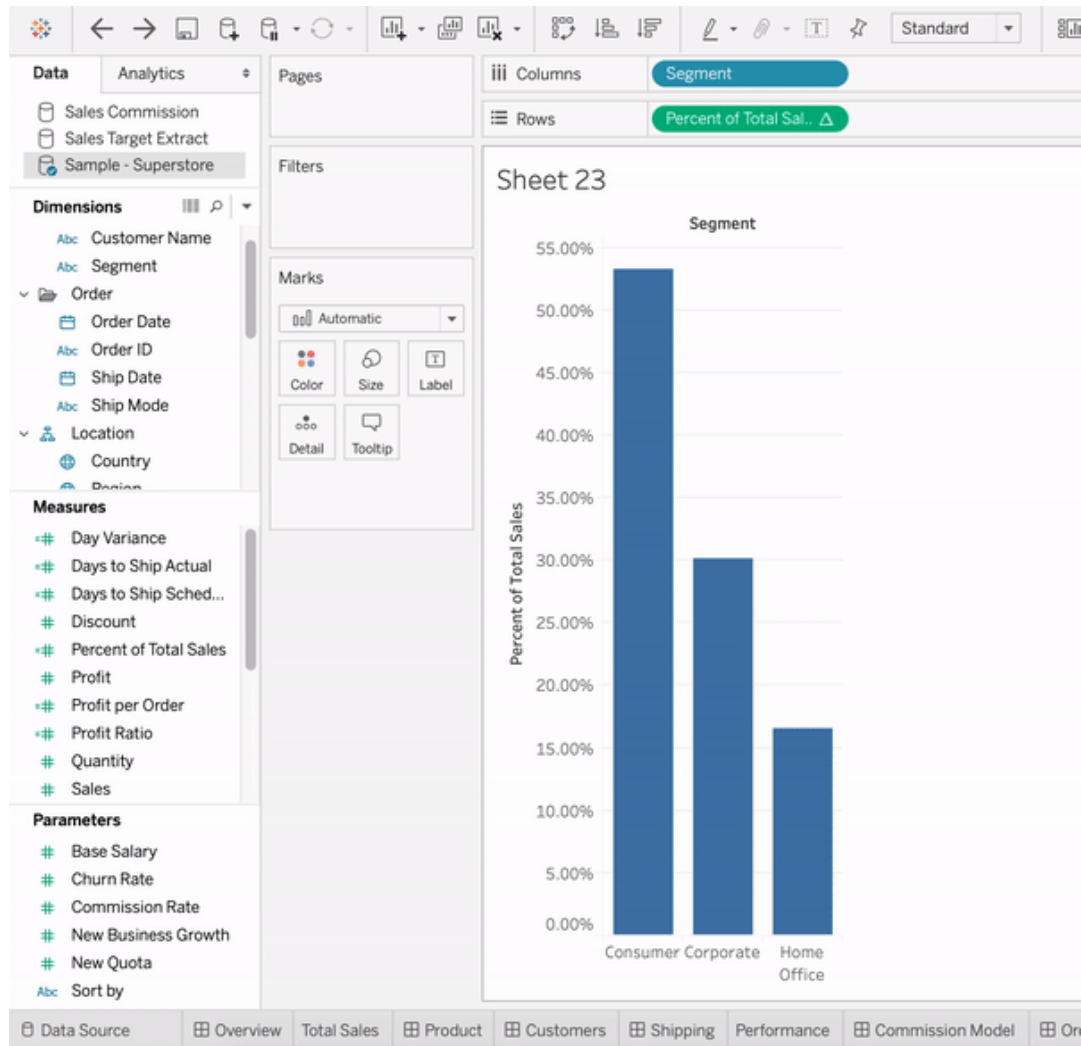 Standard
Data
Analytics
Sales Commission
Sales Target Extract
Sample - Superstore
Dimensions
Abc Customer Name
Abc Segment
Order
Order Date
Abc Order ID
Ship Date
Abc Ship Mode
Location
Country
Region
Measures
Day Variance
Days to Ship Actual
Days to Ship Sched...
Discount
Percent of Total Sales
Profit
Profit per Order
Profit Ratio
Quantity
Sales
Parameters
Base Salary
Churn Rate
Commission Rate
New Business Growth
New Quota
Abc Sort by
Pages
Filters
Marks
Automatic
Color Size Label
Detail Tooltip
Columns Segment
Rows Percent of Total Sal..
Sheet 23
Segment
55.00%
50.00%
45.00%
40.00%
35.00%
30.00%
25.00%
20.00%
15.00%
10.00%
5.00%
0.00%
Percent of Total Sales
Consumer Corporate Home
Office
Data Source Overview Total Sales Product Customers Shipping Performance Commission Model